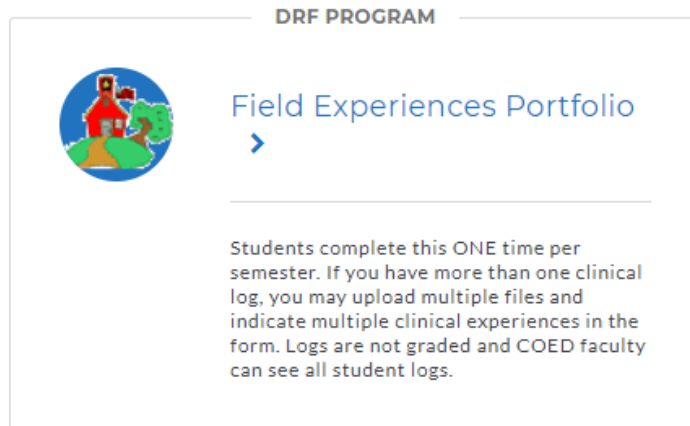 DRF PROGRAM
Field Experiences Portfolio
Students complete this ONE time per
semester. If you have more than one clinical
log, you may upload multiple files and
indicate multiple clinical experiences in the
form. Logs are not graded and COED faculty
can see all student logs.